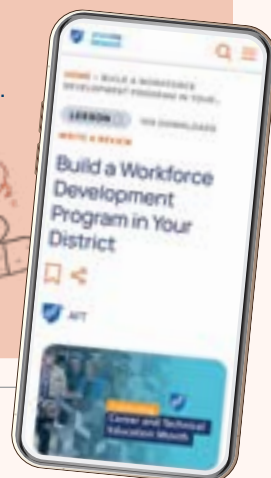 HOME > BUILD A WORKFORCE
DEVELOPMENT PROGRAM IN YOUR...
LESSON
DOWNLOADS
WRITE A REVIEW
Build a Workforce
Development
Program in Your
District
AFT
Career and Technical
Education Month